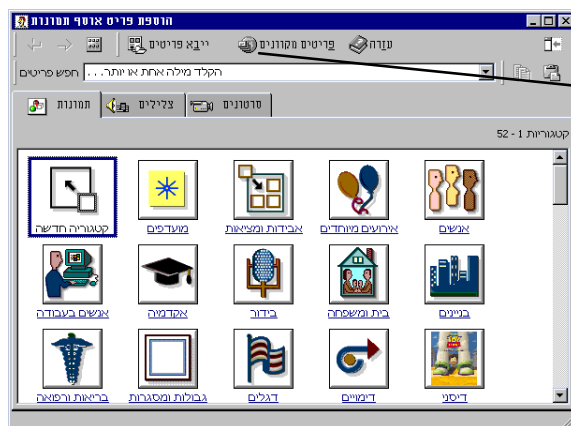 הוספת פריט אוסף תמונות
ייבא פריטים פריטים מקוונים עזרה
חפש פריטים הקלד מילה אחת או יותר...
תמונות צלילים סרטונים
קטגוריות 1 - 52
קטגוריה חדשה מועדפים אבידות ומציאות אירועים מיוחדים אנשים
אנשים בעבודה אקדמיה בידור בית ומשפחה בניינים
בריאות ורפואה גבולות ומסגרות דגלים דימויים דיסני